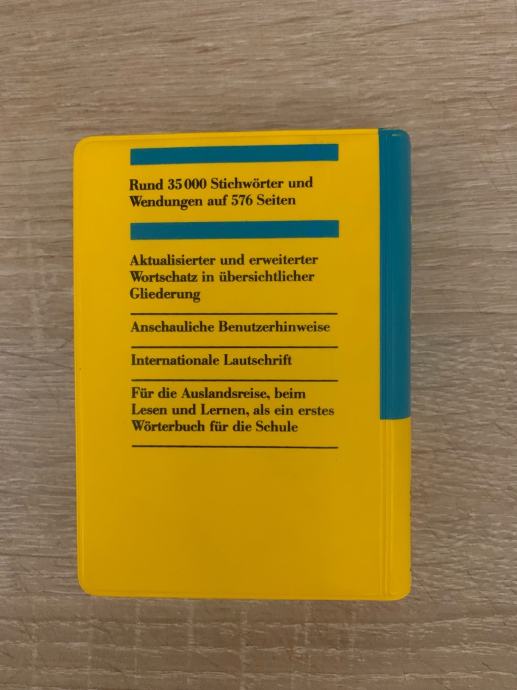 Rund 35 000 Stichwörter und
Wendungen auf 576 Seiten
Aktualisierter und erweiterter
Wortschatz in übersichtlicher
Gliederung
Anschauliche Benutzerhinweise
Internationale Lautschrift
Für die Auslandsreise, beim
Lesen und Lernen, als ein erstes
Wörterbuch für die Schule